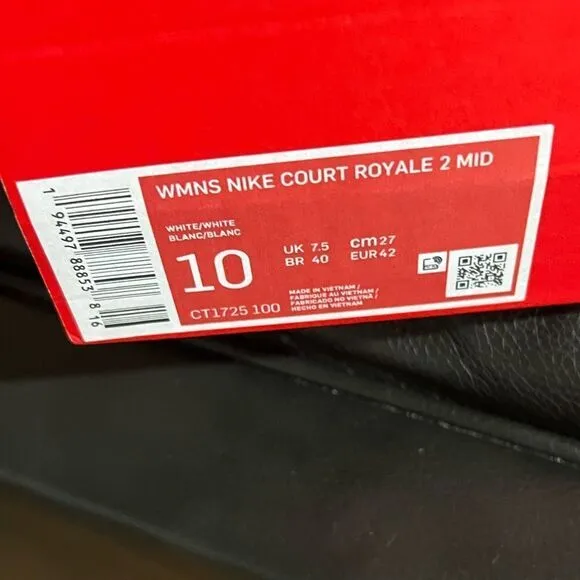 WMNS NIKE COURT ROYALE 2 MID
WHITE/WHITE
BLANC/BLANC
10
UK 7.5
BR 40
cm 27
EUR 42
CT1725 100
MADE IN VIETNAM /
FABRIQUE AU VIETNAM /
FABRICADO NO VIETNÃ /
HECHO EN VIETNAM
1 94497 88853 8 16